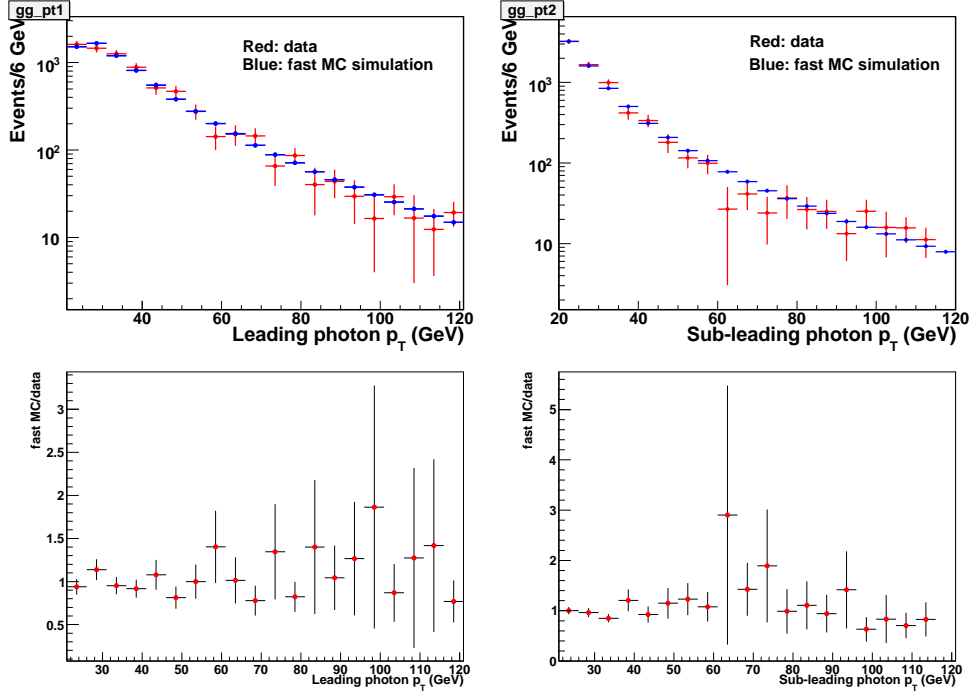 gg_pt1
Events/6 GeV
10³
10²
10
Red: data
Blue: fast MC simulation
40 60 80 100 120
Leading photon p_T (GeV)
gg_pt2
Events/6 GeV
10³
10²
10
Red: data
Blue: fast MC simulation
20 40 60 80 100 120
Sub-leading photon p_T (GeV)
fast MC/data
3
2.5
2
1.5
1
0.5
30 40 50 60 70 80 90 100 110 120
Leading photon p_T (GeV)
fast MC/data
5
4
3
2
1
0
30 40 50 60 70 80 90 100 110 120
Sub-leading photon p_T (GeV)